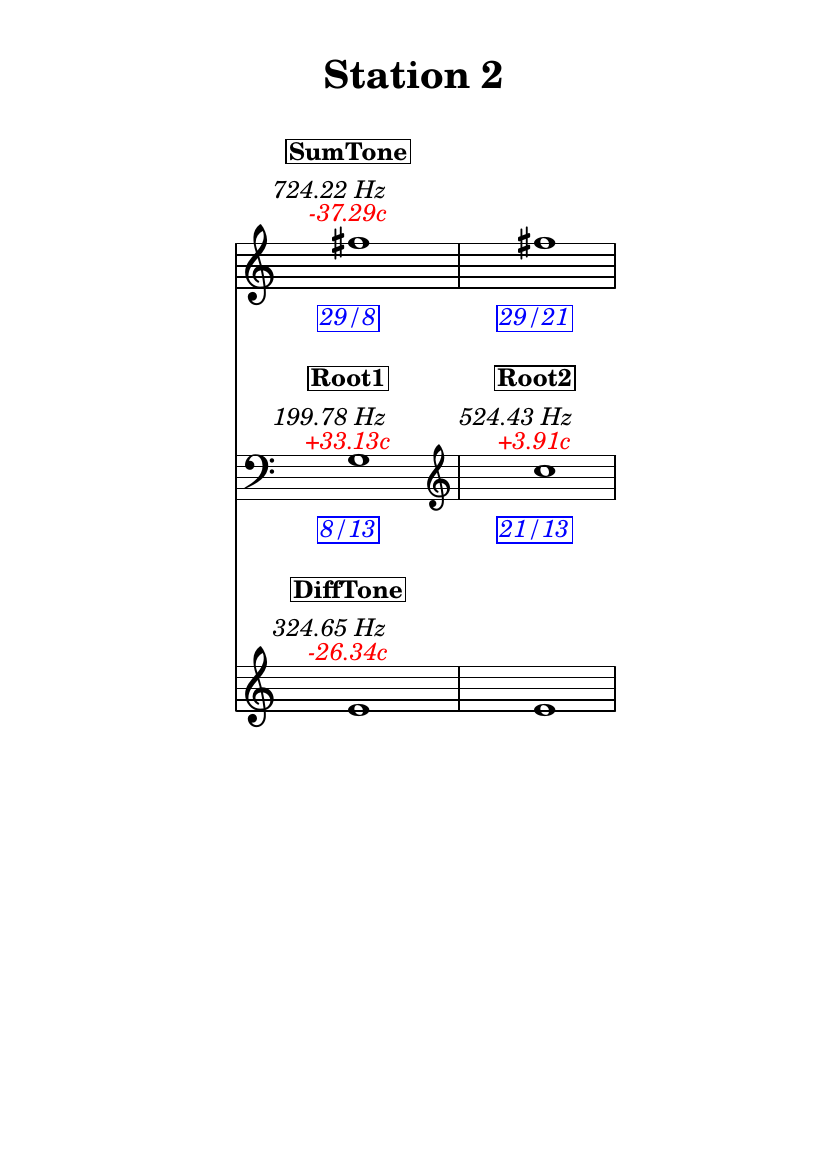 Station 2
SumTone
724.22 Hz
-37.29c
29/8 29/21
Root1 Root2
199.78 Hz 524.43 Hz
+33.13c +3.91c
8/13 21/13
DiffTone
324.65 Hz
-26.34c